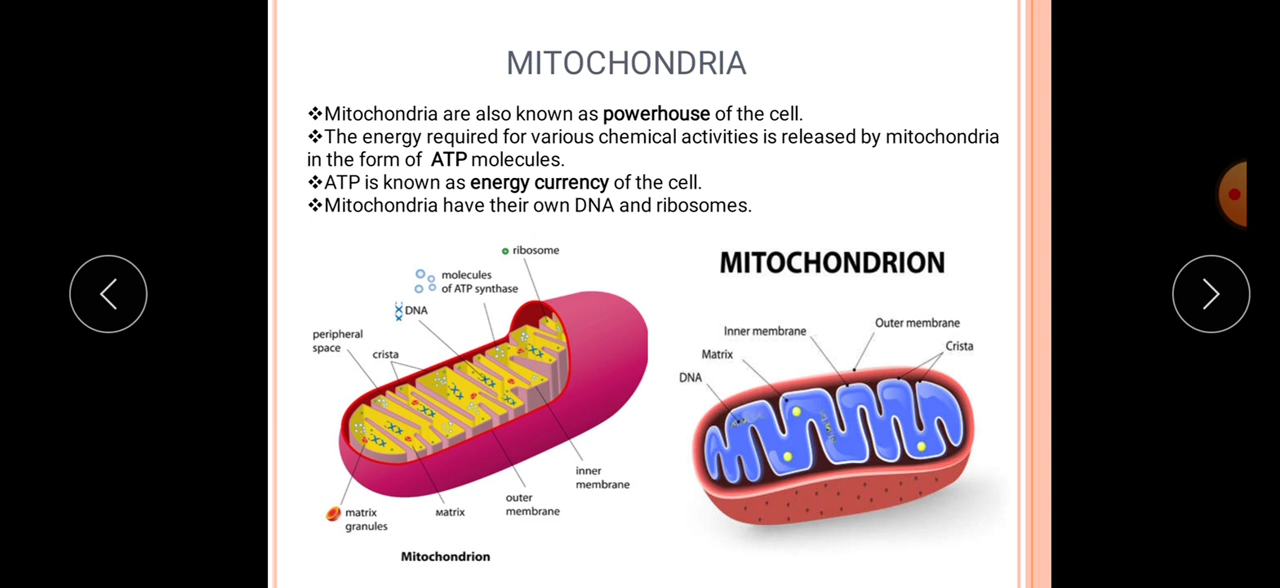 MITOCHONDRIA
❖Mitochondria are also known as powerhouse of the cell.
❖The energy required for various chemical activities is released by mitochondria
in the form of ATP molecules.
❖ATP is known as energy currency of the cell.
❖Mitochondria have their own DNA and ribosomes.
ribosome
molecules
of ATP synthase
DNA
peripheral
space
crista
inner
membrane
outer
membrane
matrix
matrix
granules
Mitochondrion
MITOCHONDRION
Inner membrane
Outer membrane
Matrix
Crista
DNA